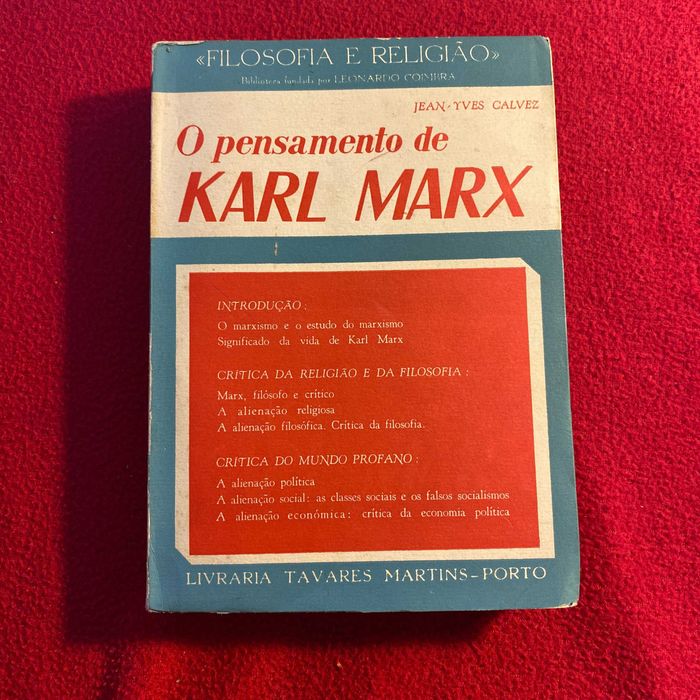 «FILOSOFIA E RELIGIÃO»
Biblioteca fundada por LEONARDO COIMBRA
JEAN-YVES CALVEZ
O pensamento de
KARL MARX
INTRODUÇÃO :
O marxismo e o estudo do marxismo
Significado da vida de Karl Marx
CRÍTICA DA RELIGIÃO E DA FILOSOFIA :
Marx, filósofo e crítico
A alienação religiosa
A alienação filosófica. Crítica da filosofia.
CRÍTICA DO MUNDO PROFANO :
A alienação política
A alienação social: as classes sociais e os falsos socialismos
A alienação económica: crítica da economia política
LIVRARIA TAVARES MARTINS-PORTO